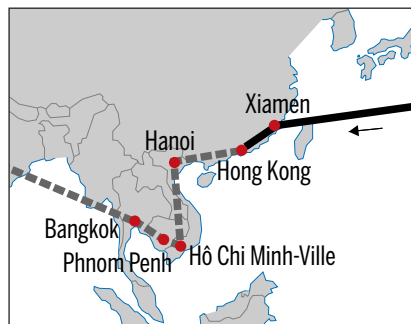 Xiamen
Hanoi
Hong Kong
Bangkok
Phnom Penh
Hô Chi Minh-Ville